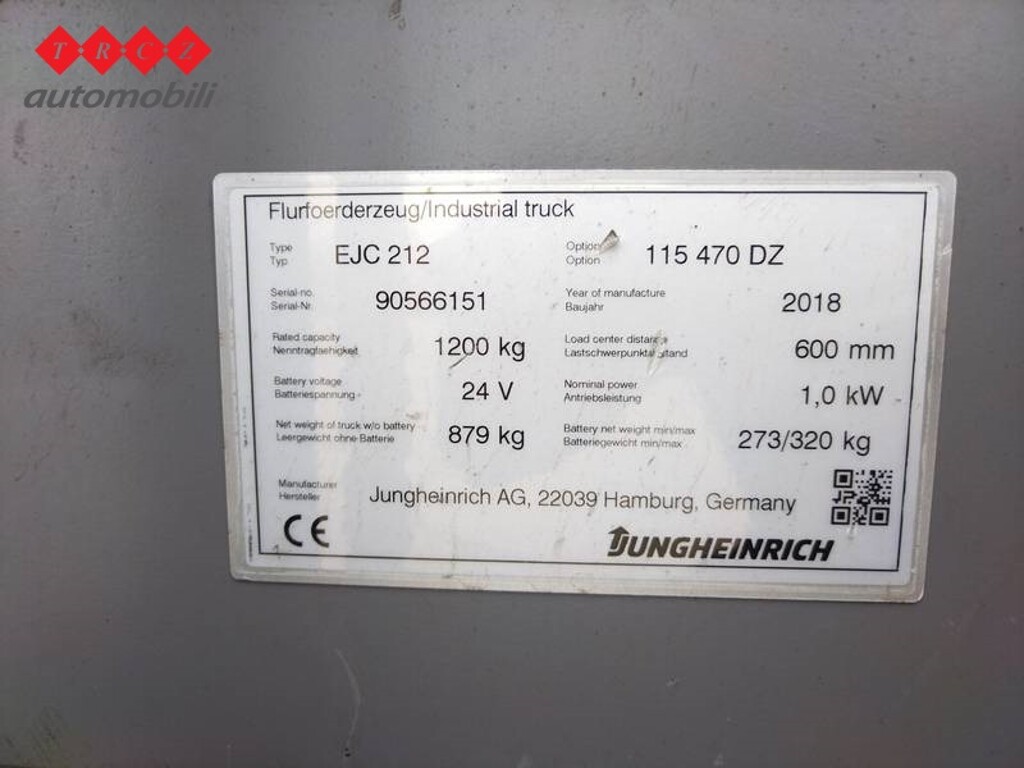 T R C Z
automobili
Flurfoerderzeug/Industrial truck
Type
Typ
EJC 212
Option
Option
115 470 DZ
Serial-no.
Serial-Nr.
90566151
Year of manufacture
Baujahr
2018
Rated capacity
Nenntragfaehigkeit
1200 kg
Load center distance
Lastschwerpunktabstand
600 mm
Battery voltage
Batteriespannung
24 V
Nominal power
Antriebsleistung
1,0 kW
Net weight of truck w/o battery
Leergewicht ohne Batterie
879 kg
Battery net weight min/max
Batteriegewicht min/max
273/320 kg
Manufacturer
Hersteller
Jungheinrich AG, 22039 Hamburg, Germany
CE
JUNGHEINRICH